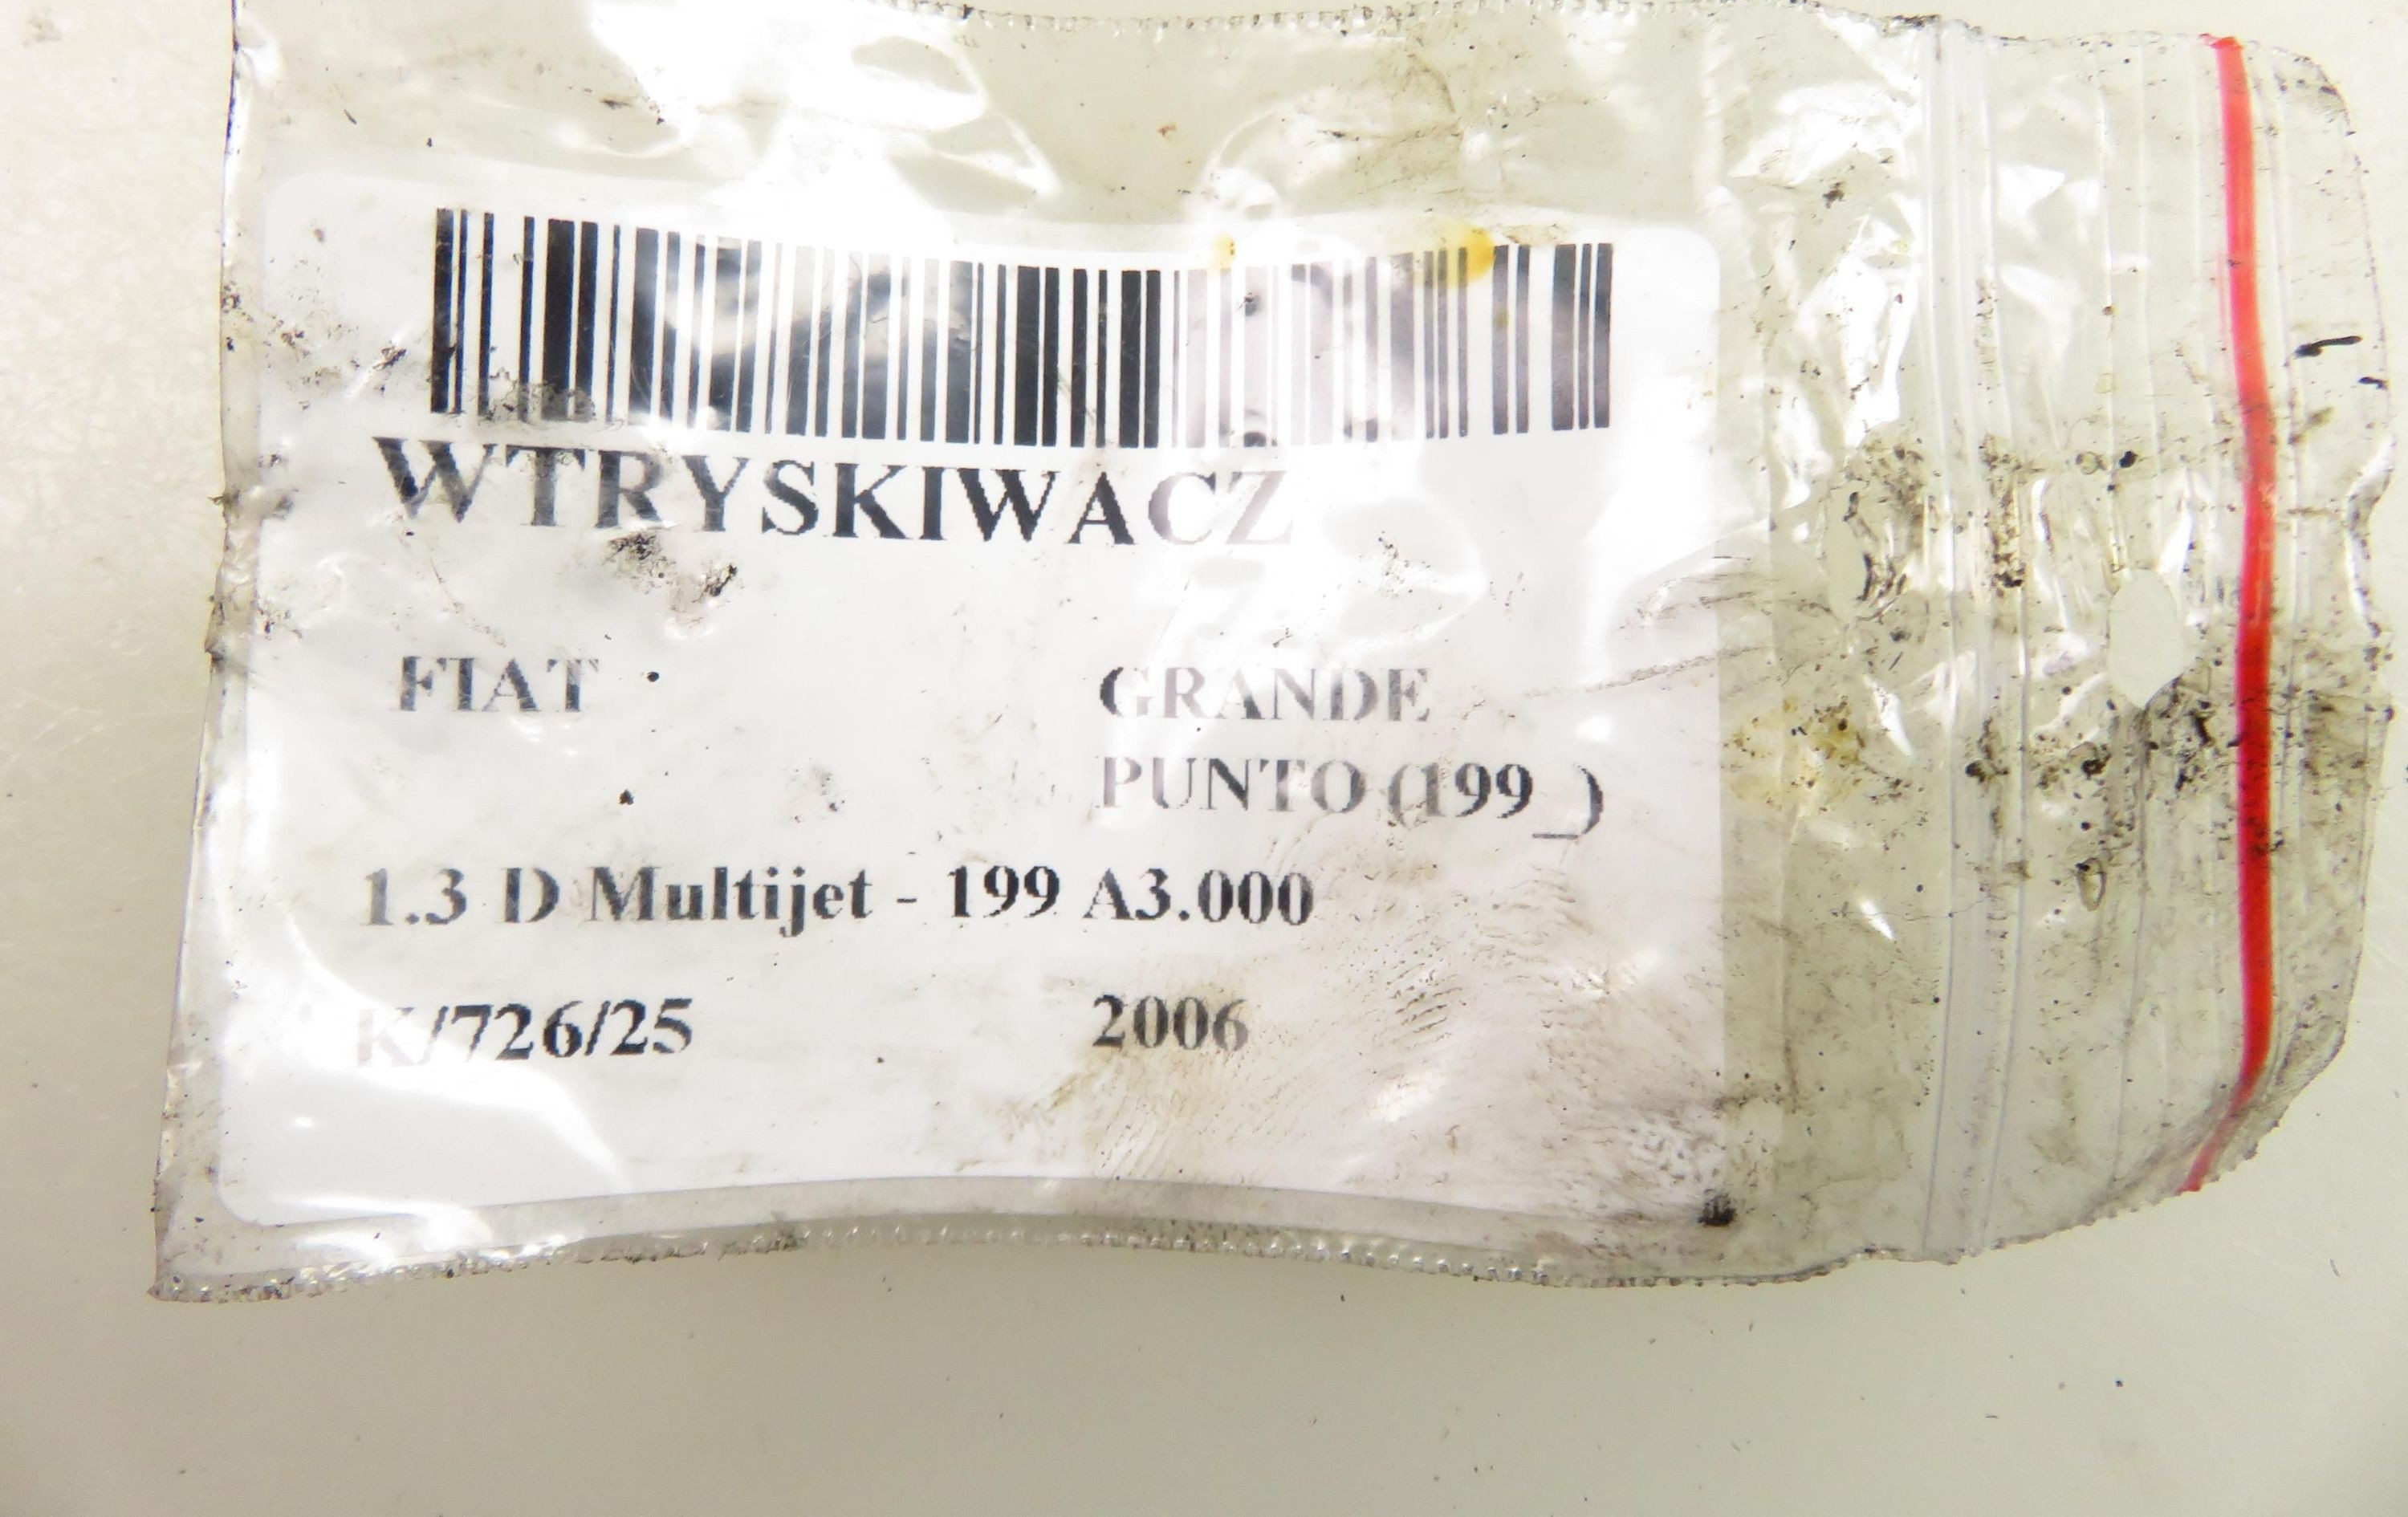 WTRYSKIWACZ
FIAT GRANDE
PUNTO (199_)
1.3 D Multijet - 199 A3.000
K/726/25 2006